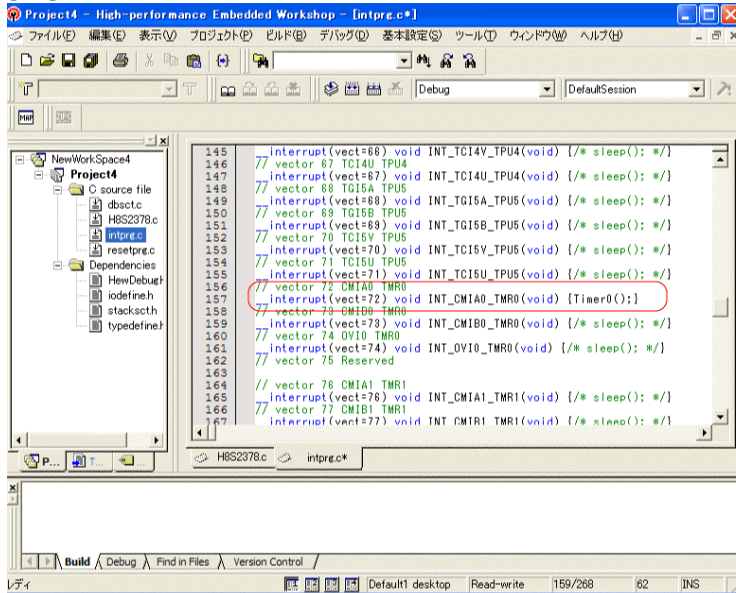 Project4 - High-performance Embedded Workshop - [intprg.c*]
ファイル(F) 編集(E) 表示(V) プロジェクト(P) ビルド(B) デバッグ(D) 基本設定(S) ツール(T) ウィンドウ(W) ヘルプ(H)
Debug DefaultSession
MAP
NewWorkSpace4
Project4
C source file
dbsct.c
H8S2378.c
intprg.c
resetprg.c
Dependencies
HewDebug
iodefine.h
stacksct.h
typedefine.h
145 __interrupt(vect=66) void INT_TCI4V_TPU4(void) {/* sleep(); */}
146 // vector 67 TCI4U TPU4
147 __interrupt(vect=67) void INT_TCI4U_TPU4(void) {/* sleep(); */}
148 // vector 68 TGI5A TPU5
149 __interrupt(vect=68) void INT_TGI5A_TPU5(void) {/* sleep(); */}
150 // vector 69 TGI5B TPU5
151 __interrupt(vect=69) void INT_TGI5B_TPU5(void) {/* sleep(); */}
152 // vector 70 TCI5V TPU5
153 __interrupt(vect=70) void INT_TCI5V_TPU5(void) {/* sleep(); */}
154 // vector 71 TCI5U TPU5
155 __interrupt(vect=71) void INT_TCI5U_TPU5(void) {/* sleep(); */}
156 // vector 72 CMIA0 TMR0
157 __interrupt(vect=72) void INT_CMIA0_TMR0(void) {Timer0();}
158 // vector 73 CMIB0 TMR0
159 __interrupt(vect=73) void INT_CMIB0_TMR0(void) {/* sleep(); */}
160 // vector 74 OVI0 TMR0
161 __interrupt(vect=74) void INT_OVI0_TMR0(void) {/* sleep(); */}
162 // vector 75 Reserved
163
164 // vector 76 CMIA1 TMR1
165 __interrupt(vect=76) void INT_CMIA1_TMR1(void) {/* sleep(); */}
166 // vector 77 CMIB1 TMR1
167 __interrupt(vect=77) void INT_CMIB1_TMR1(void) {/* sleep(); */}
P... T... ...
H8S2378.c intprg.c*
Build Debug Find in Files Version Control
レディ Default1 desktop Read-write 159/268 62 INS